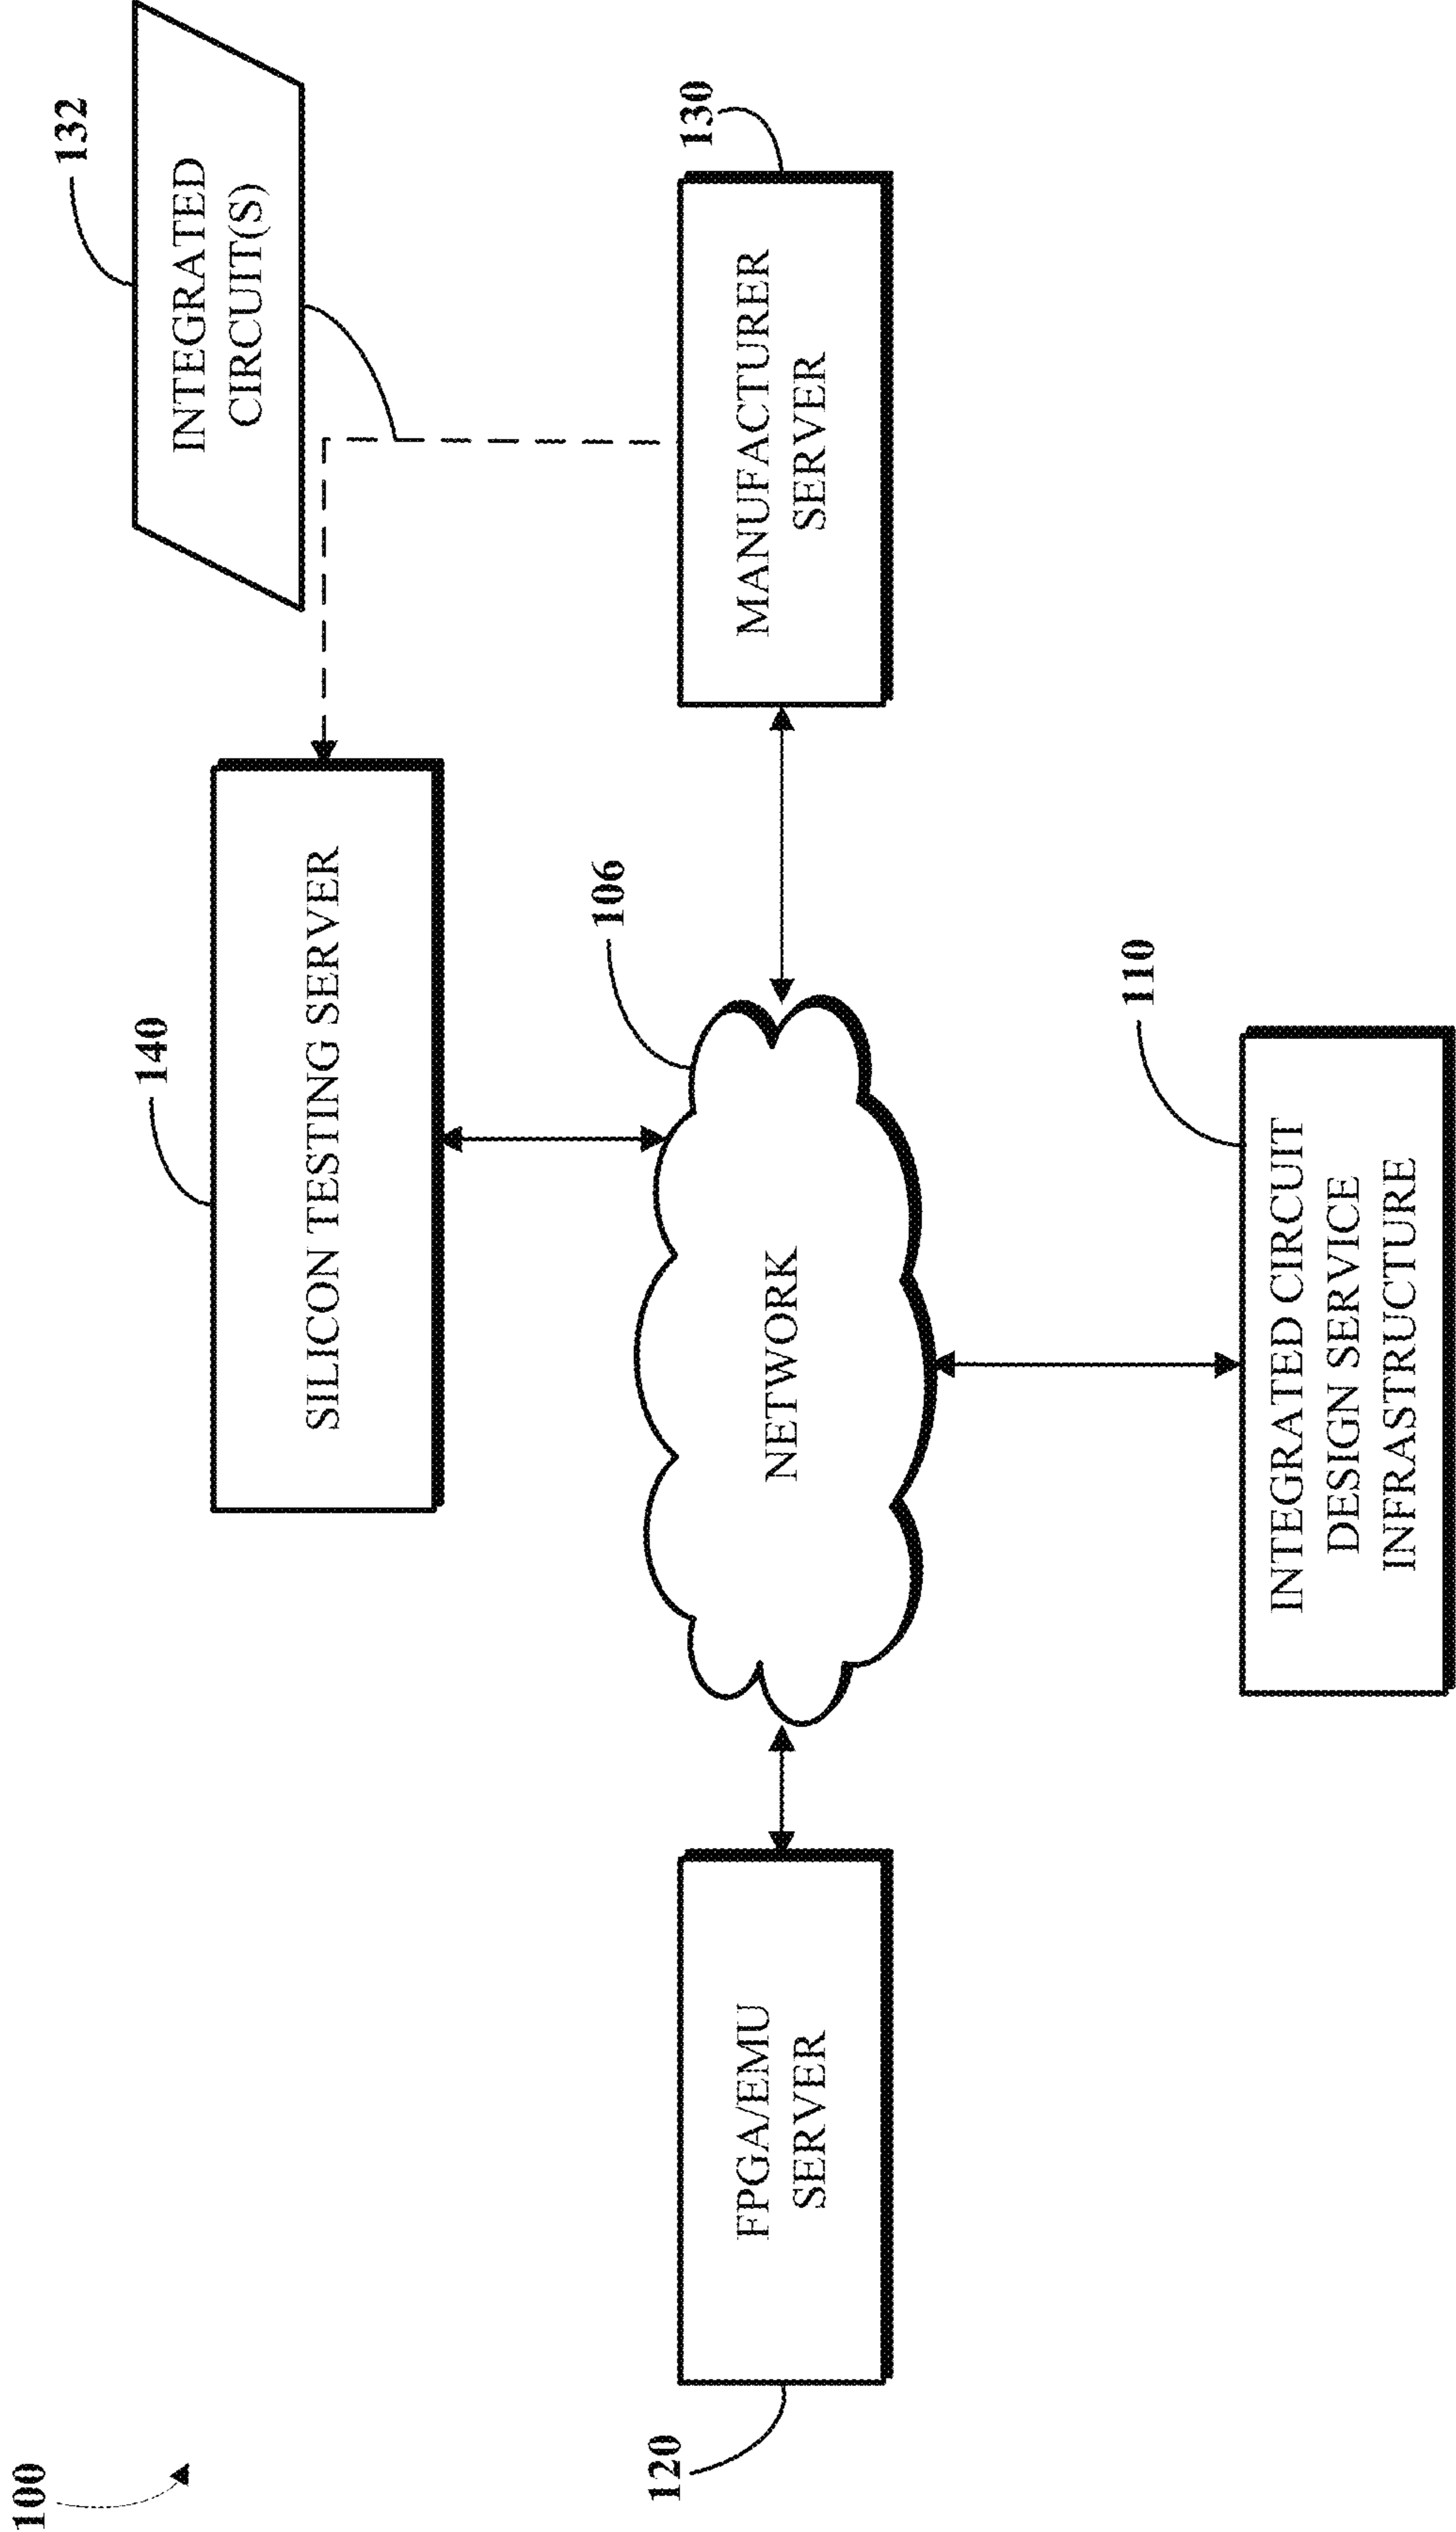 100
132
INTEGRATED
CIRCUIT(S)
140
SILICON TESTING SERVER
106
130
120
FPGA/EMU
SERVER
NETWORK
MANUFACTURER
SERVER
110
INTEGRATED CIRCUIT
DESIGN SERVICE
INFRASTRUCTURE